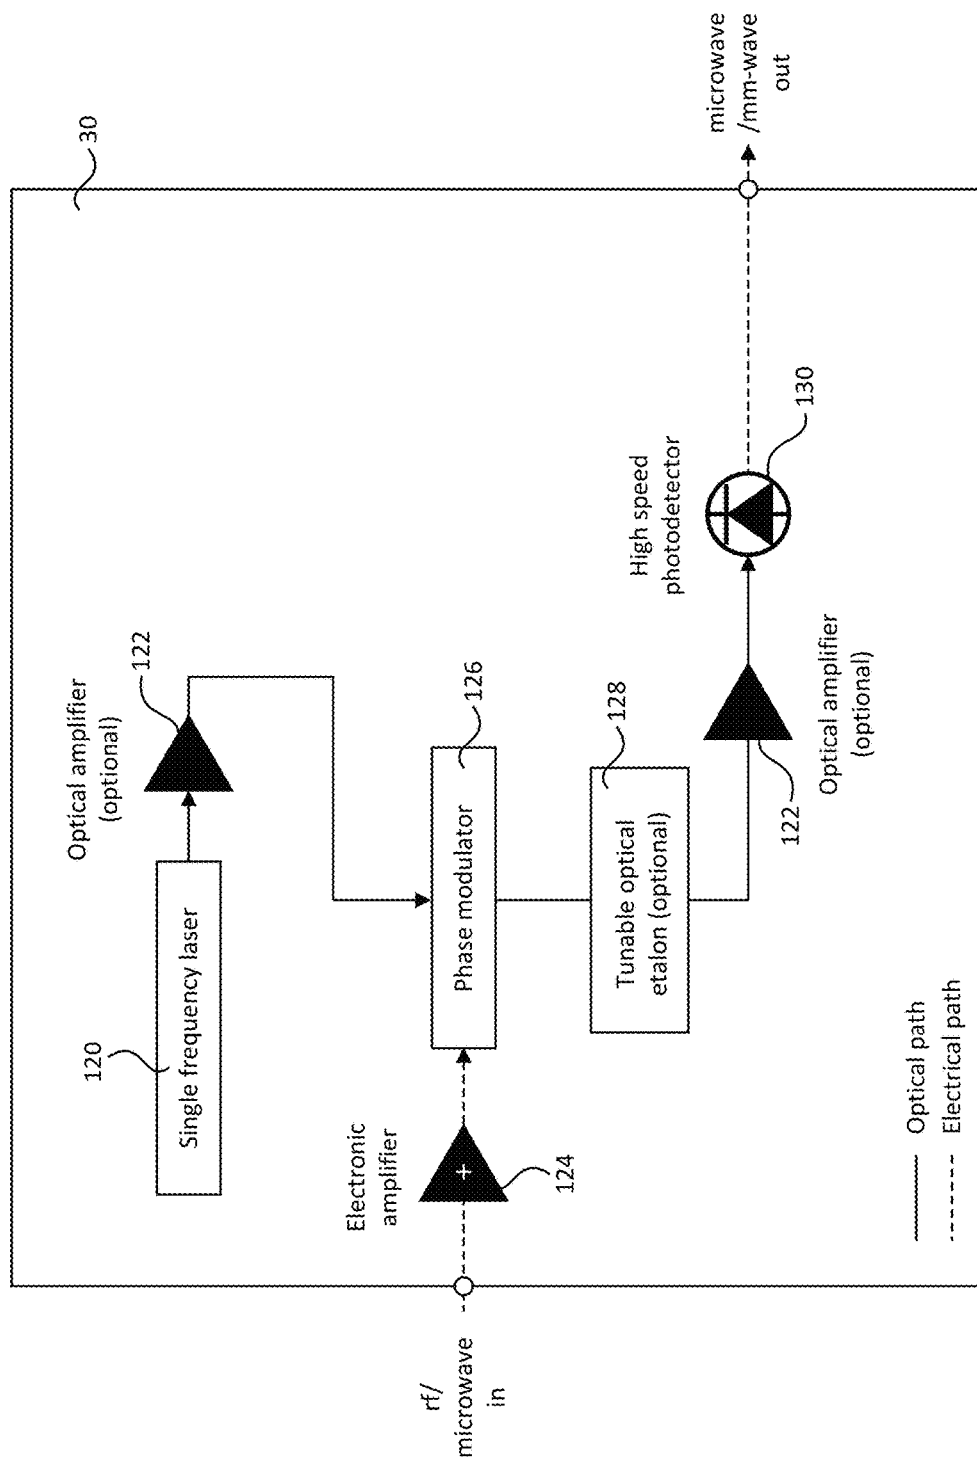 30
Optical amplifier
(optional)
122
Single frequency laser
120
rf/
microwave
in
Electronic
amplifier
124
Phase modulator
126
Tunable optical
etalon (optional)
128
High speed
photodetector
130
microwave
/mm-wave
out
122
Optical amplifier
(optional)
Optical path
Electrical path